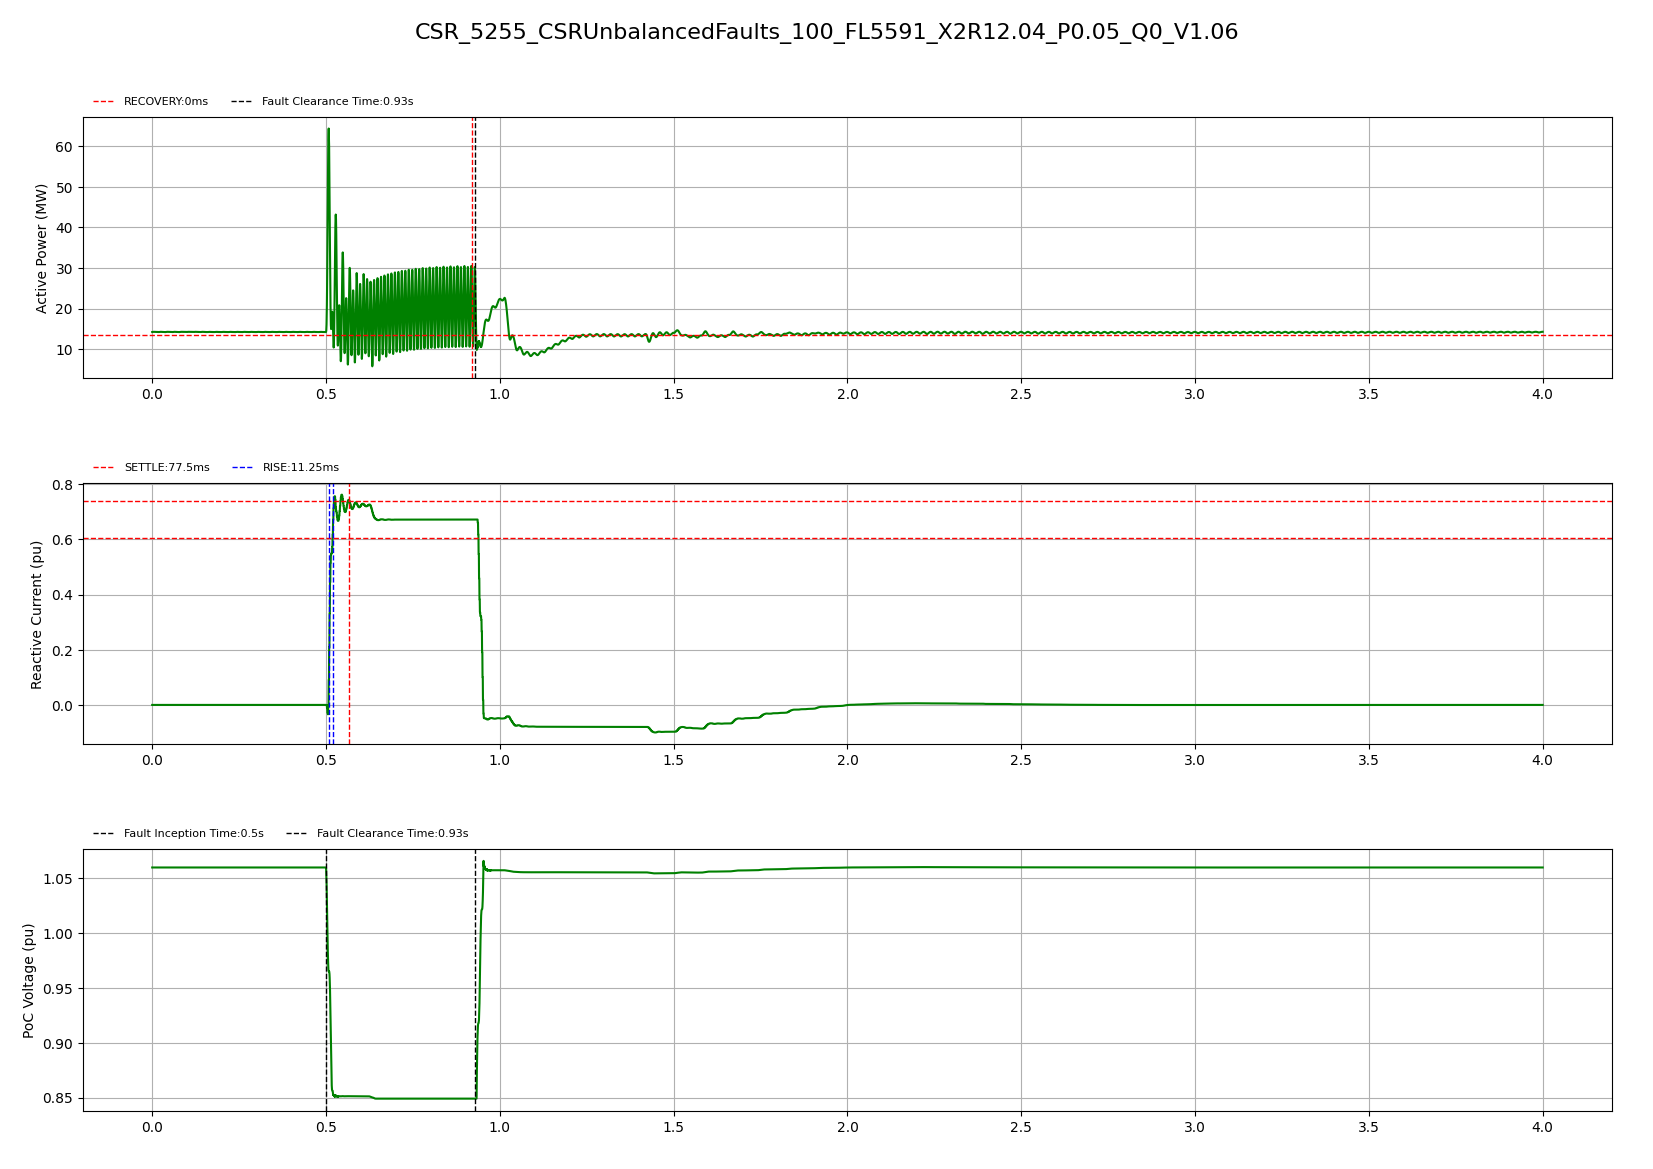 CSR_5255_CSRUnbalancedFaults_100_FL5591_X2R12.04_P0.05_Q0_V1.06
RECOVERY:0ms Fault Clearance Time:0.93s
Active Power (MW)
60
50
40
30
20
10
0.0 0.5 1.0 1.5 2.0 2.5 3.0 3.5 4.0
SETTLE:77.5ms RISE:11.25ms
Reactive Current (pu)
0.8
0.6
0.4
0.2
0.0
0.0 0.5 1.0 1.5 2.0 2.5 3.0 3.5 4.0
Fault Inception Time:0.5s Fault Clearance Time:0.93s
PoC Voltage (pu)
1.05
1.00
0.95
0.90
0.85
0.0 0.5 1.0 1.5 2.0 2.5 3.0 3.5 4.0